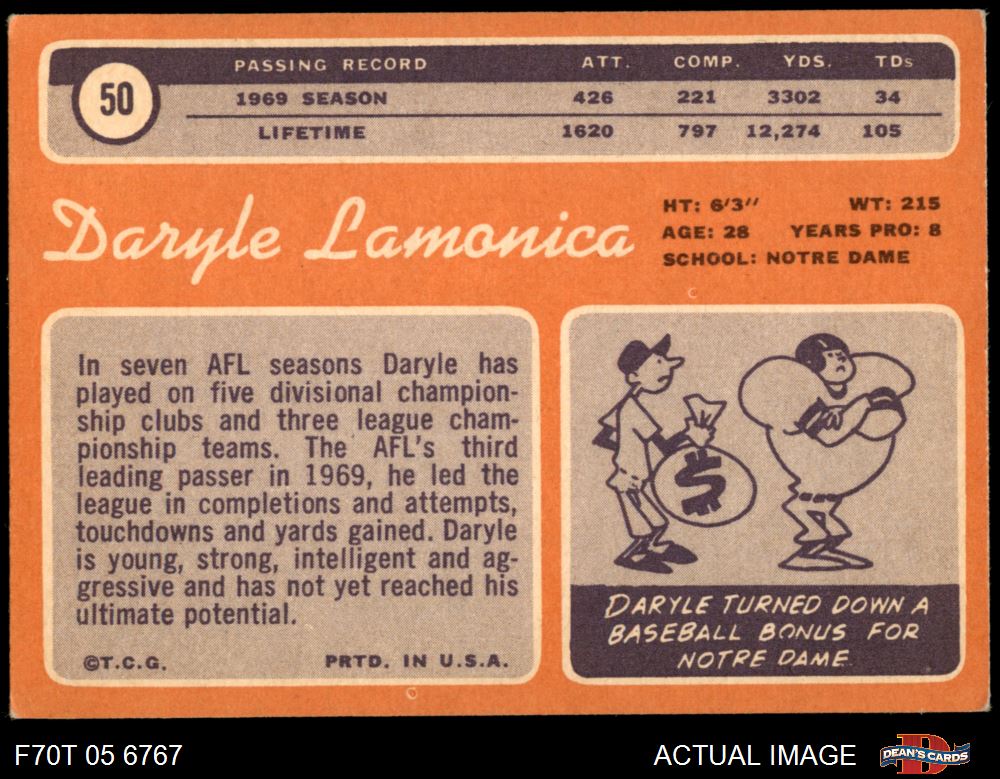 50
PASSING RECORD ATT. COMP. YDS. TDs
1969 SEASON 426 221 3302 34
LIFETIME 1620 797 12,274 105
Daryle Lamonica
HT: 6'3" WT: 215
AGE: 28 YEARS PRO: 8
SCHOOL: NOTRE DAME
In seven AFL seasons Daryle has
played on five divisional champion-
ship clubs and three league cham-
pionship teams. The AFL's third
leading passer in 1969, he led the
league in completions and attempts,
touchdowns and yards gained. Daryle
is young, strong, intelligent and ag-
gressive and has not yet reached his
ultimate potential.
©T.C.G. PRTD. IN U.S.A.
$
DARYLE TURNED DOWN A
BASEBALL BONUS FOR
NOTRE DAME.
F70T 05 6767 ACTUAL IMAGE DEAN'S CARDS